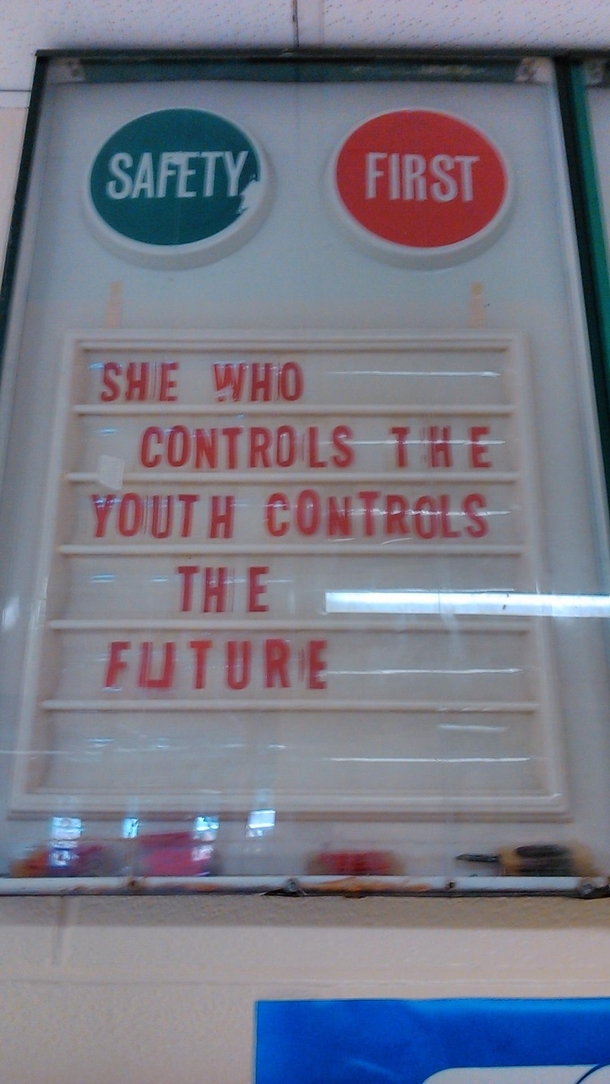 SAFETY FIRST
SHE WHO
CONTROLS THE
YOUTH CONTROLS
THE
FUTURE